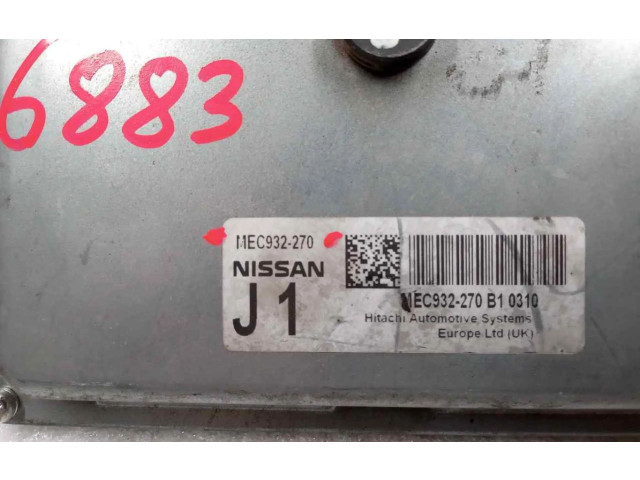 6883
MEC932-270
NISSAN
J1
MEC932-270 B1 0310
Hitachi Automotive Systems
Europe Ltd (UK)